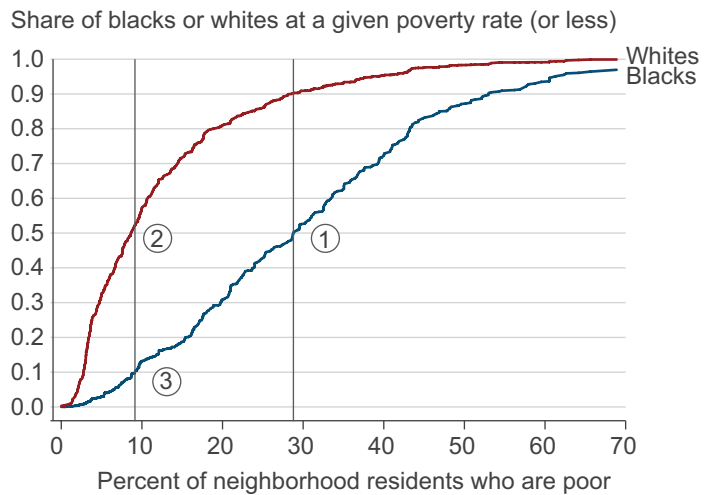 Share of blacks or whites at a given poverty rate (or less)
1.0
0.9
0.8
0.7
0.6
0.5
0.4
0.3
0.2
0.1
0.0
Whites
Blacks
①
②
③
0 10 20 30 40 50 60 70
Percent of neighborhood residents who are poor